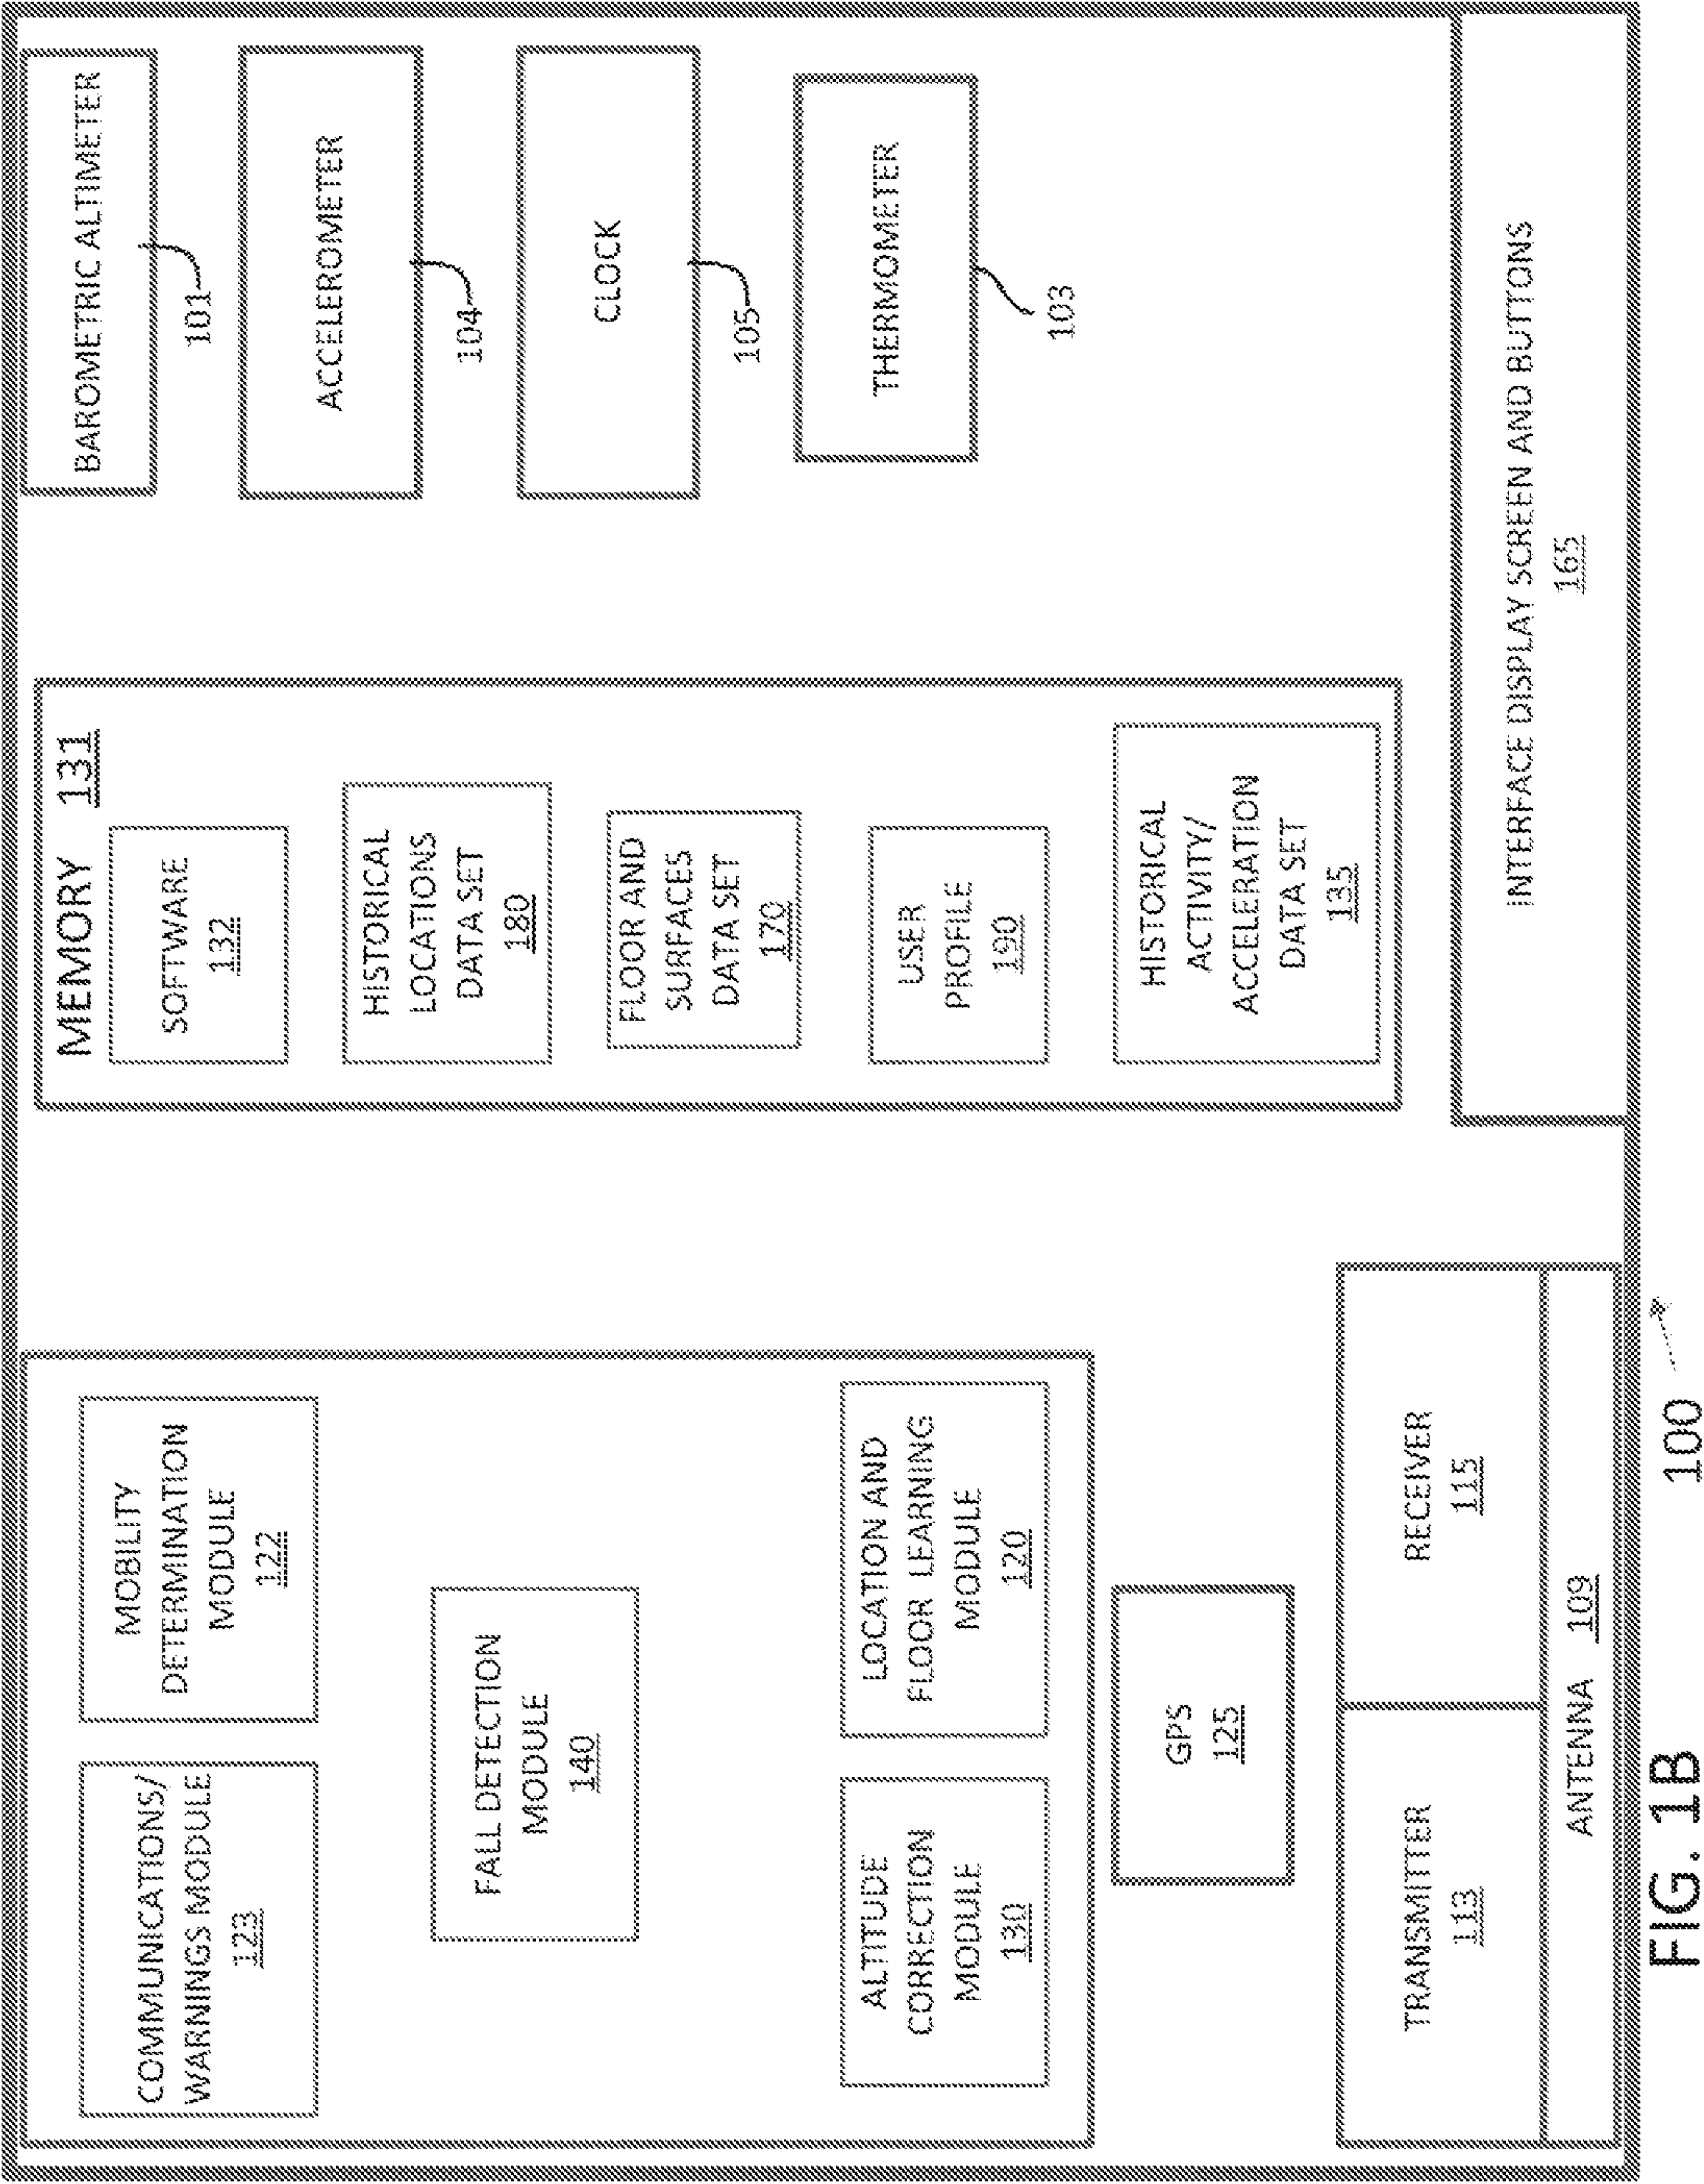 COMMUNICATIONS/
WARNINGS MODULE
123
MOBILITY
DETERMINATION
MODULE
122
FALL DETECTION
MODULE
140
ALTITUDE
CORRECTION
MODULE
130
LOCATION AND
FLOOR LEARNING
MODULE
120
GPS
125
TRANSMITTER
113
RECEIVER
115
ANTENNA 109
MEMORY 131
SOFTWARE
132
HISTORICAL
LOCATIONS
DATA SET
180
FLOOR AND
SURFACES
DATA SET
170
USER
PROFILE
190
HISTORICAL
ACTIVITY/
ACCELERATION
DATA SET
135
BAROMETRIC ALTIMETER
101
ACCELEROMETER
104
CLOCK
105
THERMOMETER
103
INTERFACE DISPLAY SCREEN AND BUTTONS
165
100
FIG. 1B